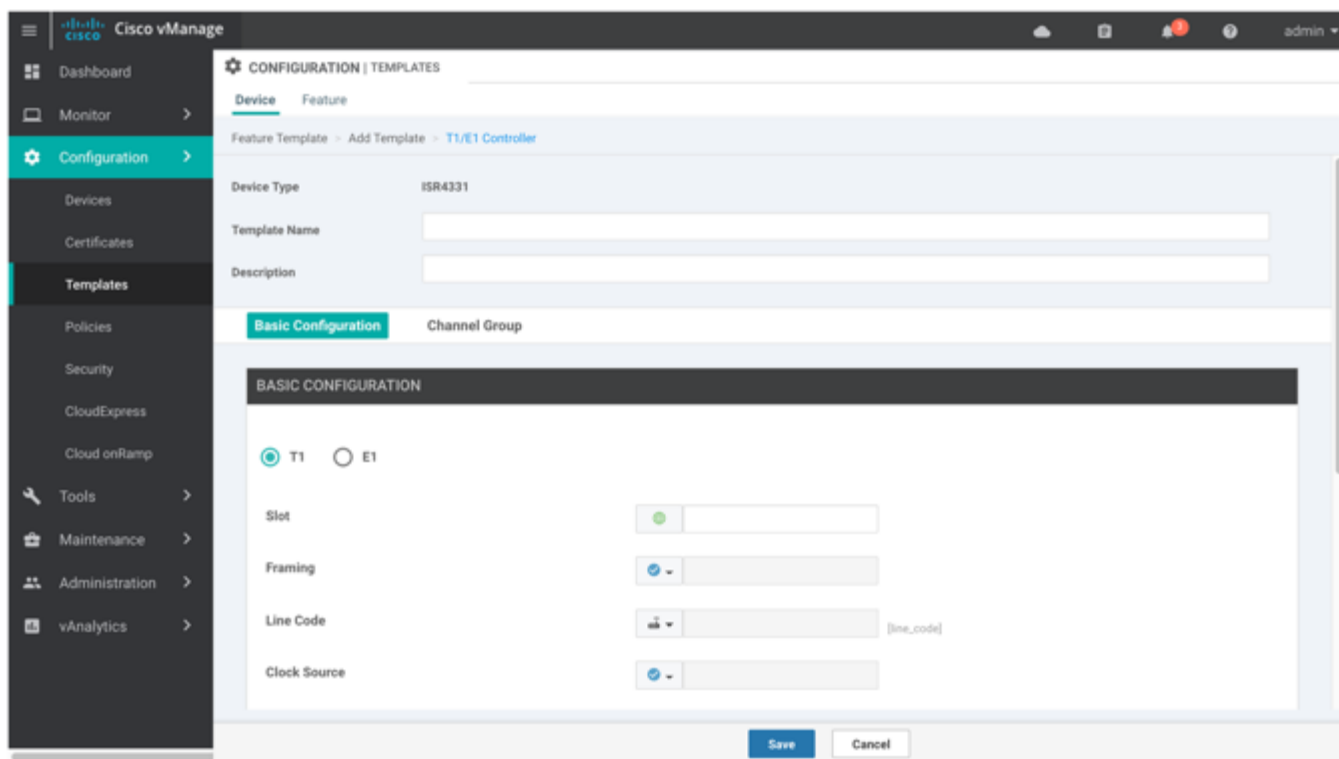 CISCO Cisco vManage
3
admin
Dashboard
Monitor
Configuration
Devices
Certificates
Templates
Policies
Security
CloudExpress
Cloud onRamp
Tools
Maintenance
Administration
vAnalytics
CONFIGURATION | TEMPLATES
Device Feature
Feature Template > Add Template > T1/E1 Controller
Device Type ISR4331
Template Name
Description
Basic Configuration Channel Group
BASIC CONFIGURATION
T1 E1
Slot
Framing
Line Code [line_code]
Clock Source
Save Cancel